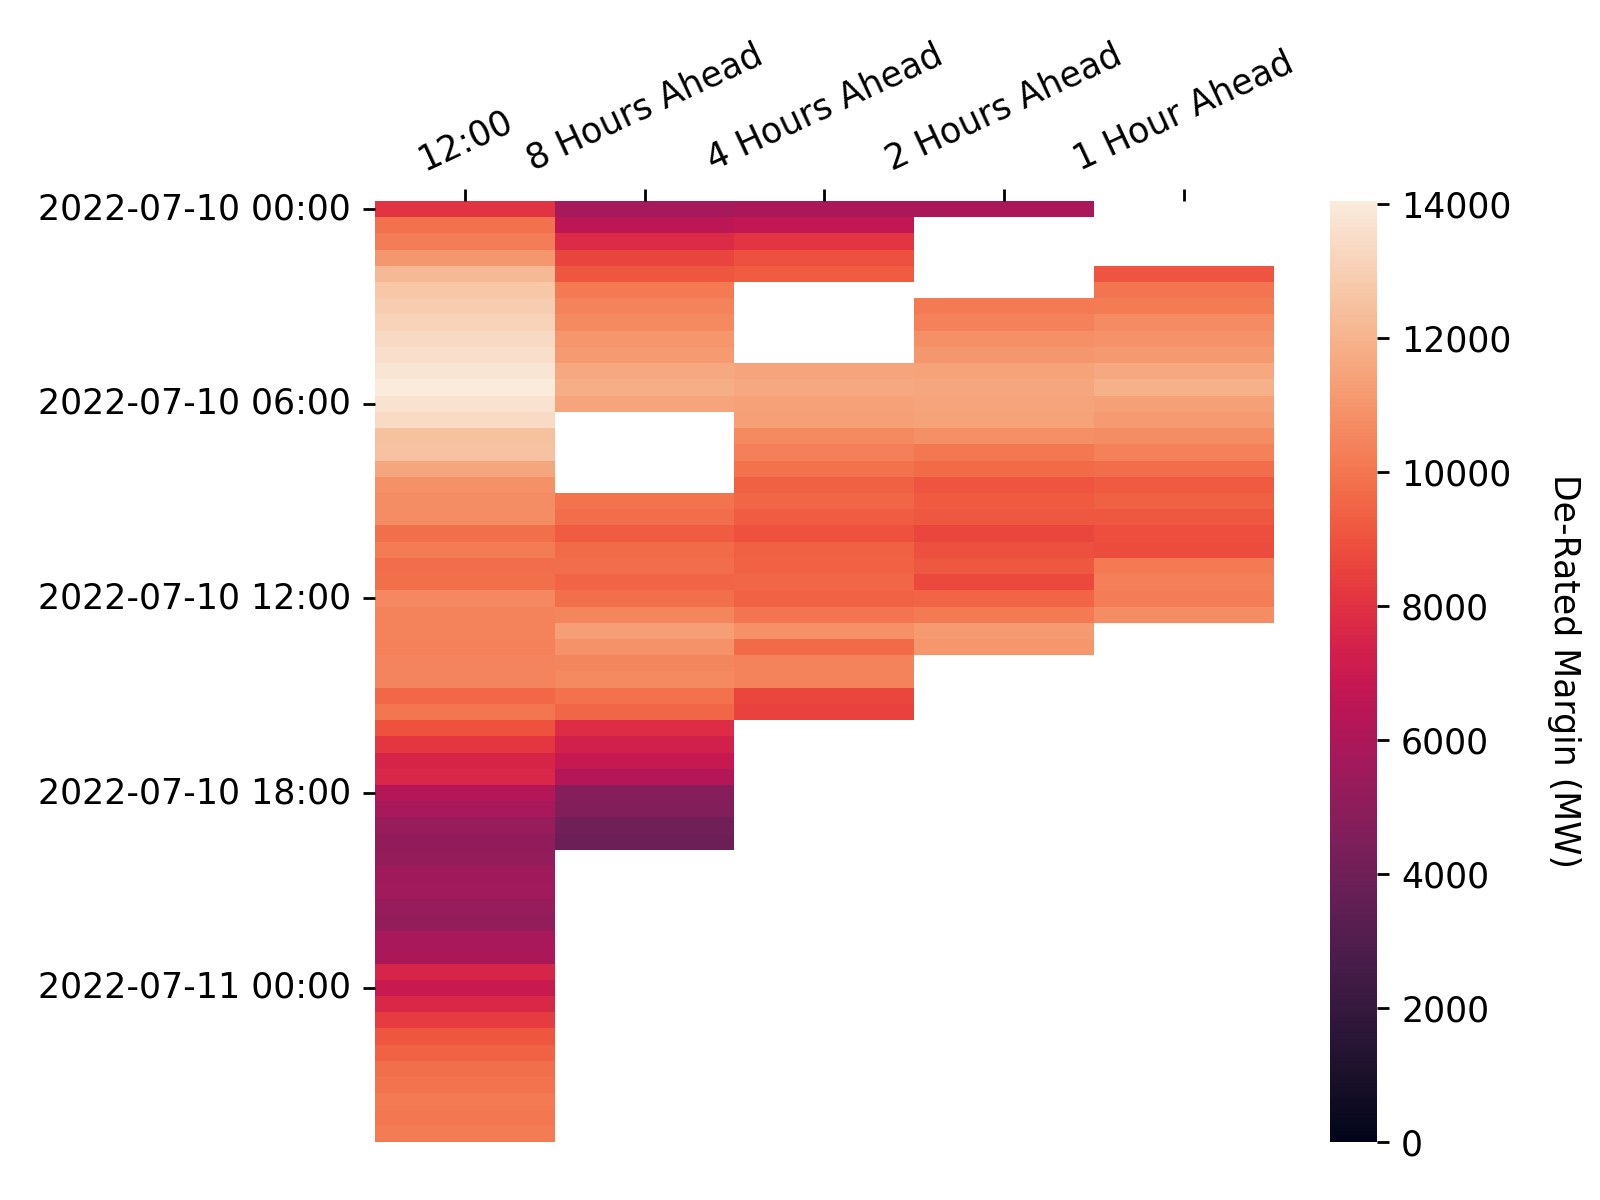 12:00
8 Hours Ahead
4 Hours Ahead
2 Hours Ahead
1 Hour Ahead
2022-07-10 00:00
2022-07-10 06:00
2022-07-10 12:00
2022-07-10 18:00
2022-07-11 00:00
14000
12000
10000
8000
6000
4000
2000
0
De-Rated Margin (MW)